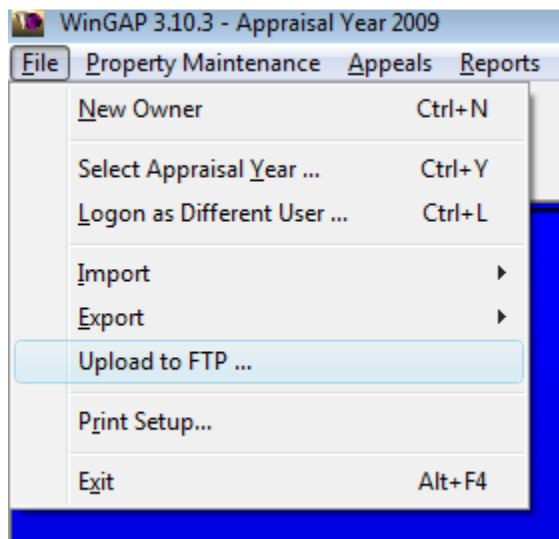 WinGAP 3.10.3 - Appraisal Year 2009
File Property Maintenance Appeals Reports
New Owner Ctrl+N
Select Appraisal Year ... Ctrl+Y
Logon as Different User ... Ctrl+L
Import
Export
Upload to FTP ...
Print Setup...
Exit Alt+F4